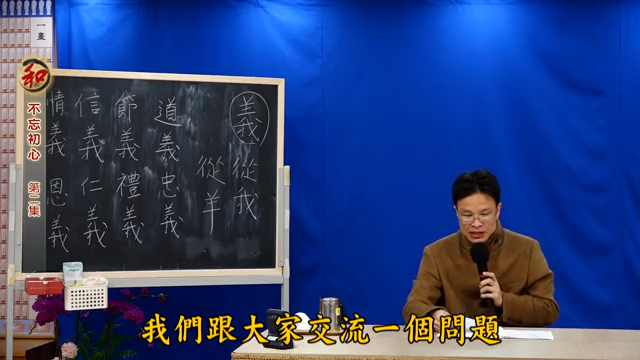 一畫
和
不忘初心
第二集
義 從我
從羊
道義忠義
節義禮義
信義仁義
情義恩義
我們跟大家交流一個問題